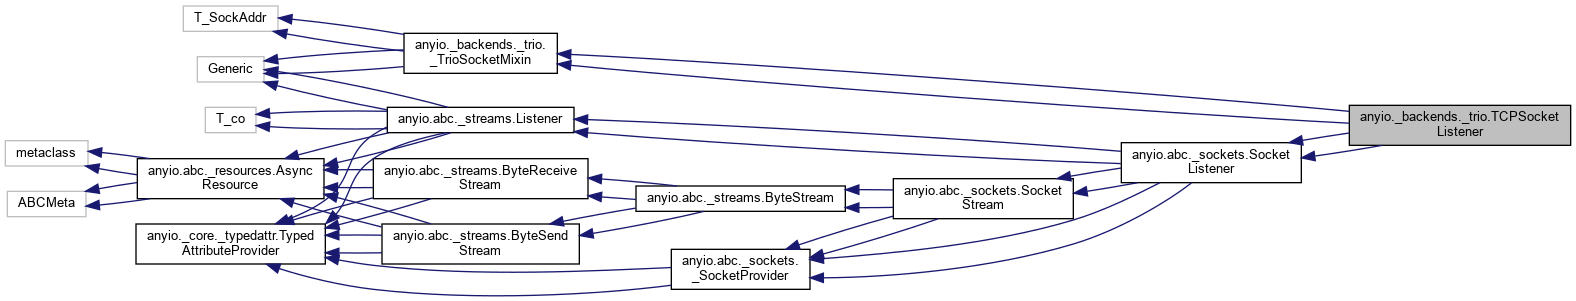 T_SockAddr
anyio._backends._trio.
_TrioSocketMixin
Generic
T_co
anyio.abc._streams.Listener
anyio._backends._trio.TCPSocket
Listener
metaclass
ABCMeta
anyio.abc._resources.Async
Resource
anyio.abc._streams.ByteReceive
Stream
anyio.abc._streams.ByteStream
anyio.abc._sockets.Socket
Stream
anyio.abc._sockets.Socket
Listener
anyio._core._typedattr.Typed
AttributeProvider
anyio.abc._streams.ByteSend
Stream
anyio.abc._sockets.
_SocketProvider